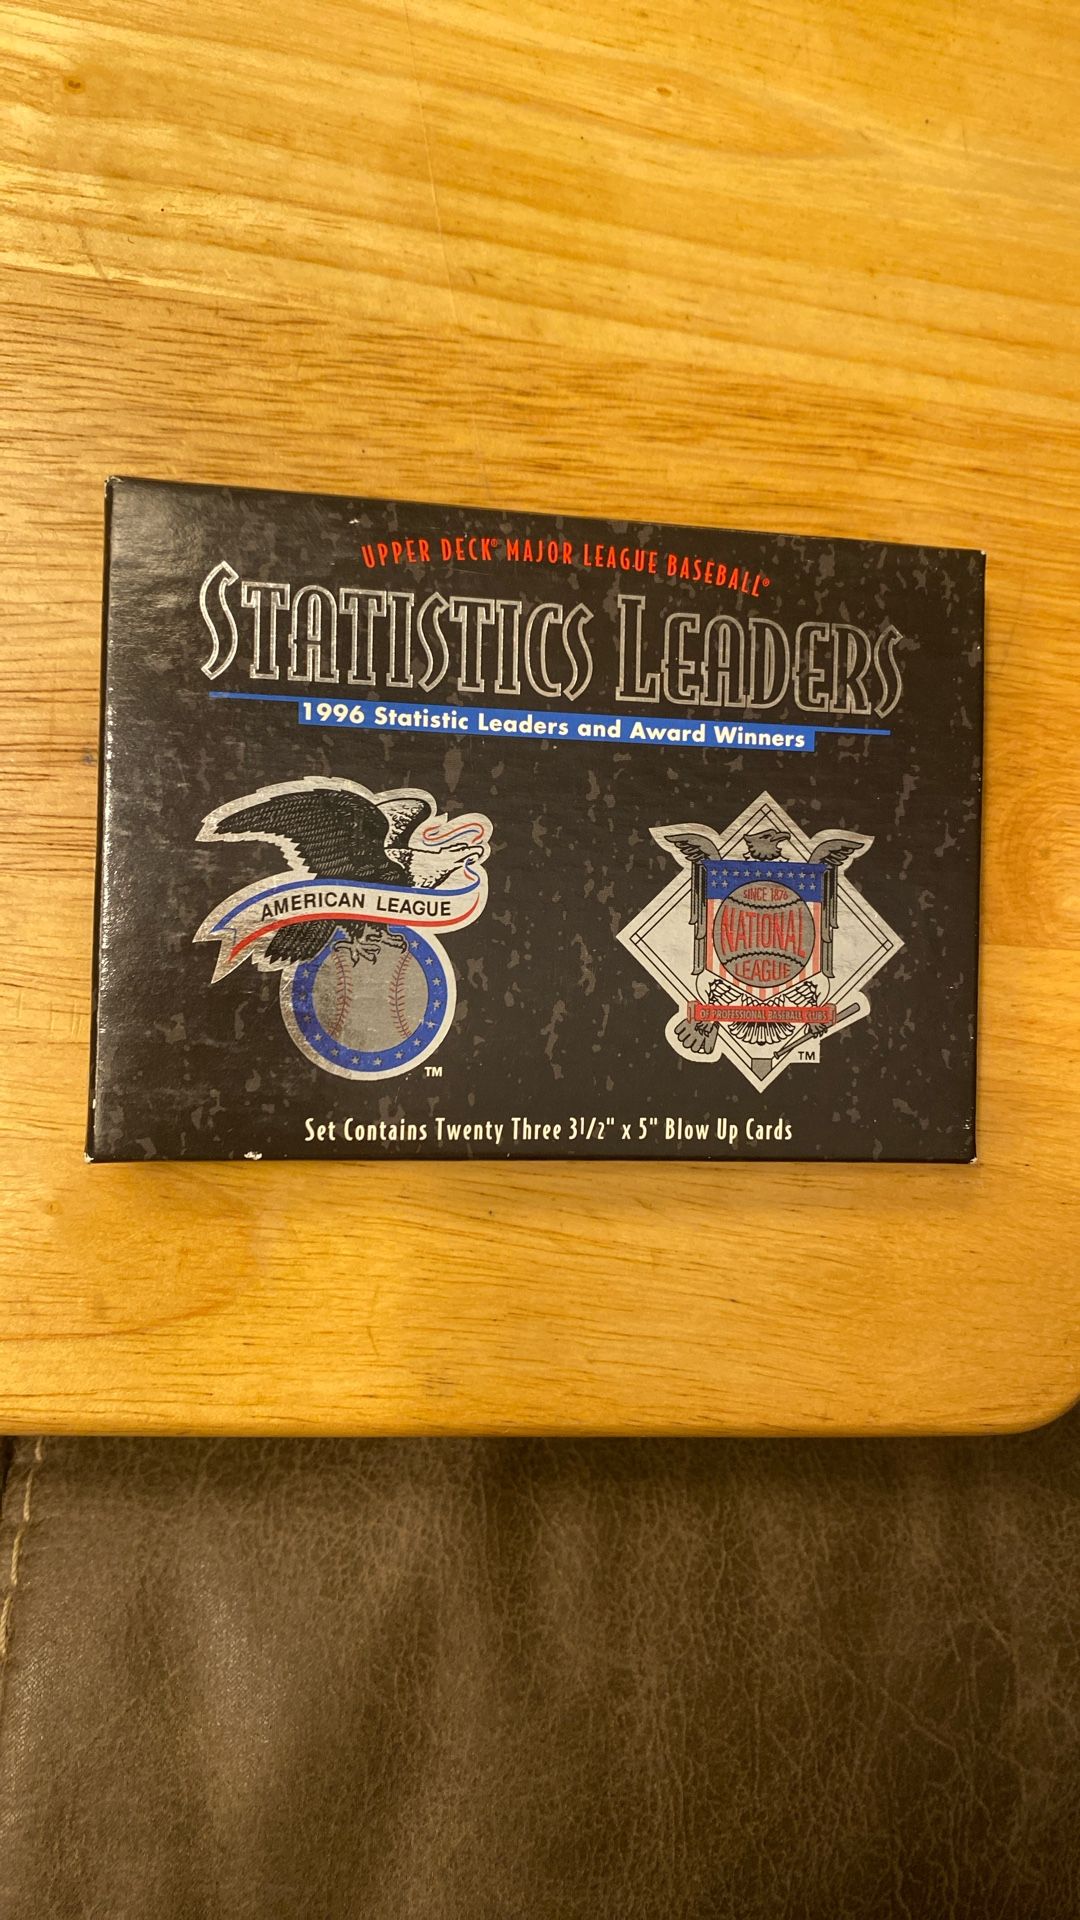 UPPER DECK® MAJOR LEAGUE BASEBALL®
STATISTICS LEADERS
1996 Statistic Leaders and Award Winners
AMERICAN LEAGUE
TM
SINCE 1876
NATIONAL
LEAGUE
OF PROFESSIONAL BASEBALL CLUBS
TM
Set Contains Twenty Three 3 1/2" x 5" Blow Up Cards